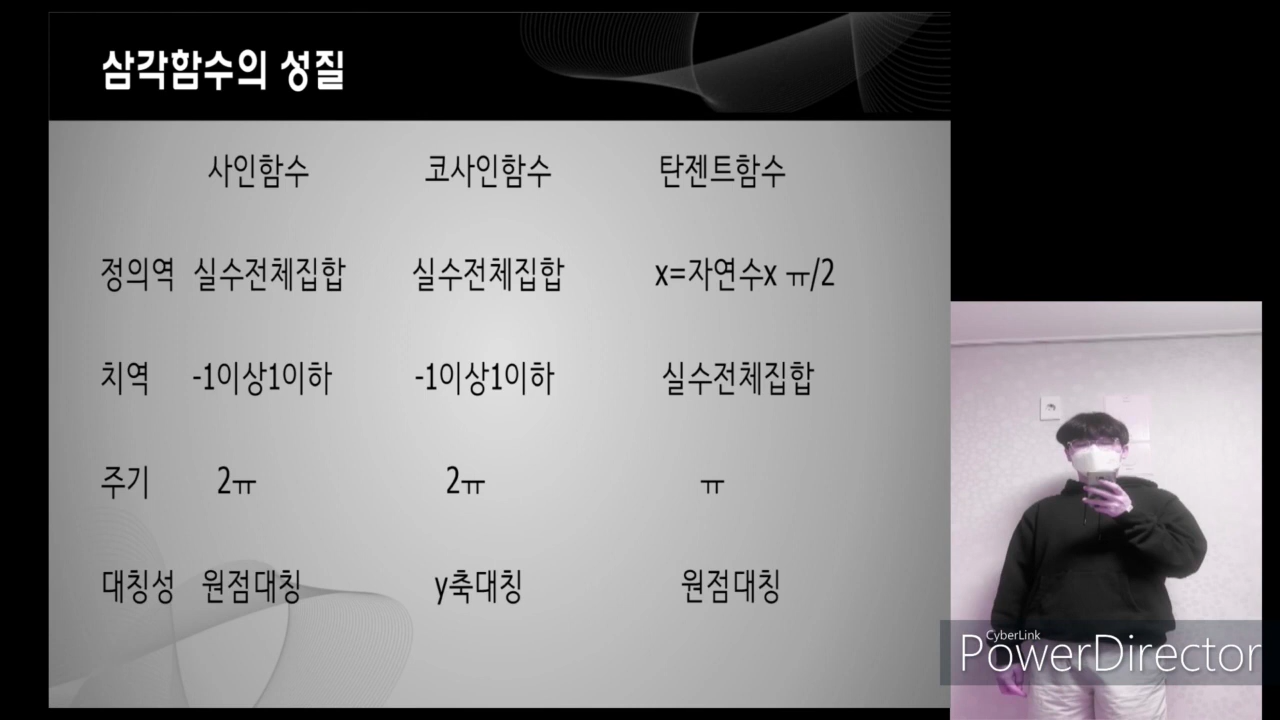 삼각함수의 성질
사인함수 코사인함수 탄젠트함수
정의역 실수전체집합 실수전체집합 x=자연수x ㅠ/2
치역 -1이상1이하 -1이상1이하 실수전체집합
주기 2ㅠ 2ㅠ ㅠ
대칭성 원점대칭 y축대칭 원점대칭
CyberLink
PowerDirector